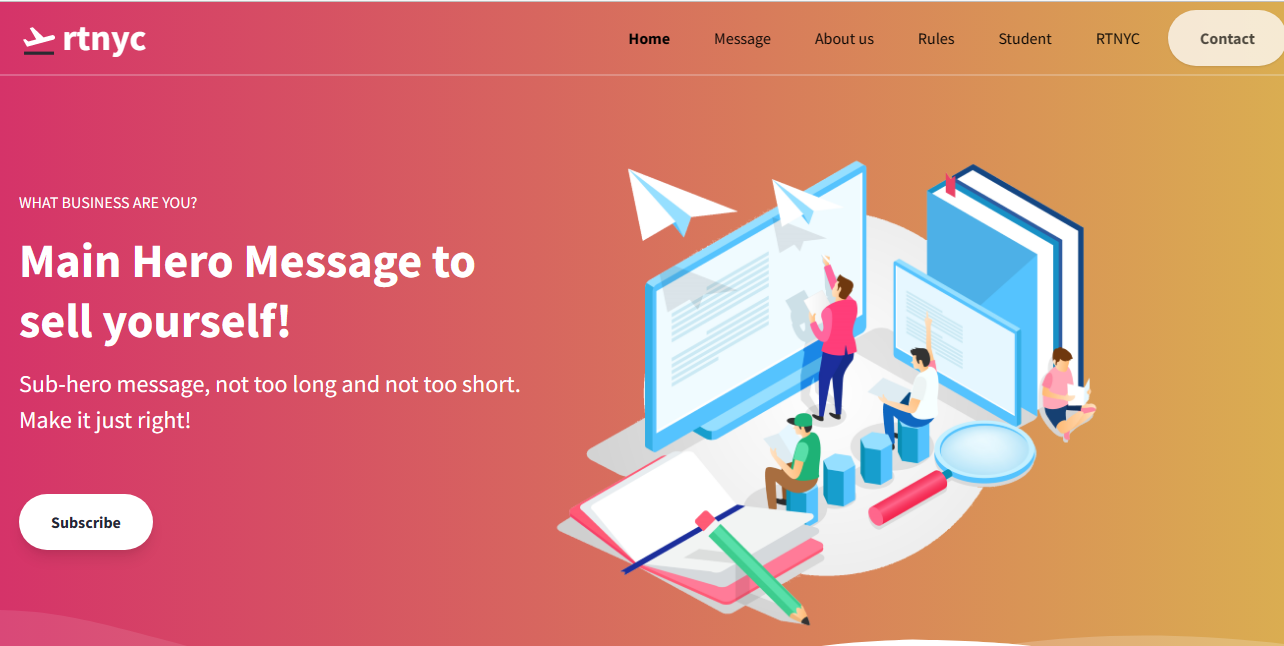 rtnyc
Home Message About us Rules Student RTNYC Contact
WHAT BUSINESS ARE YOU?
Main Hero Message to
sell yourself!
Sub-hero message, not too long and not too short.
Make it just right!
Subscribe